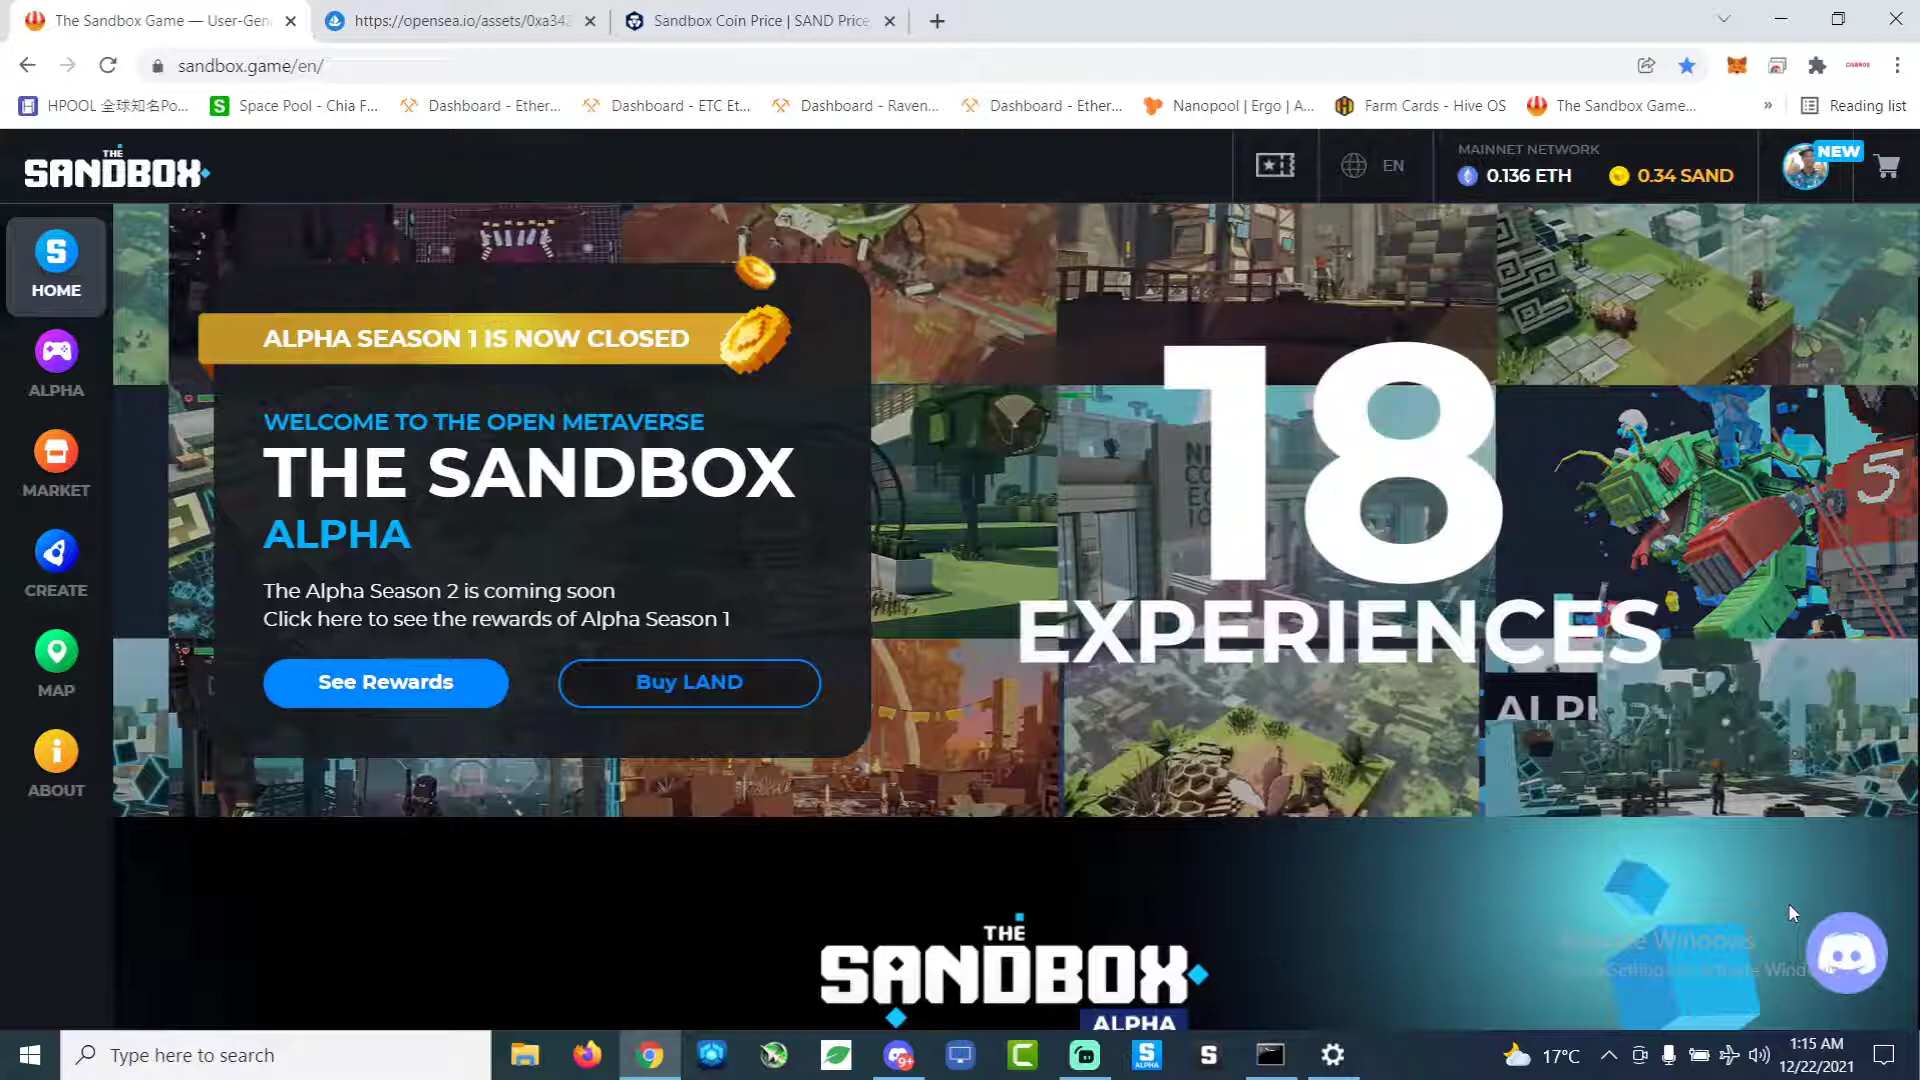 The Sandbox Game — User-Gen
https://opensea.io/assets/0xa342
Sandbox Coin Price | SAND Price
sandbox.game/en/
HPOOL 全球知名Po...
Space Pool - Chia F...
Dashboard - Ether...
Dashboard - ETC Et...
Dashboard - Raven...
Dashboard - Ether...
Nanopool | Ergo | A...
Farm Cards - Hive OS
The Sandbox Game...
»
Reading list
THE
SANDBOX
EN
MAINNET NETWORK
0.136 ETH
0.34 SAND
NEW
HOME
ALPHA
MARKET
CREATE
MAP
ABOUT
ALPHA SEASON 1 IS NOW CLOSED
WELCOME TO THE OPEN METAVERSE
THE SANDBOX
ALPHA
The Alpha Season 2 is coming soon
Click here to see the rewards of Alpha Season 1
See Rewards
Buy LAND
18
EXPERIENCES
5
THE
SANDBOX
ALPHA
Windows
Type here to search
9+
ALPHA
17°C
1:15 AM
12/22/2021